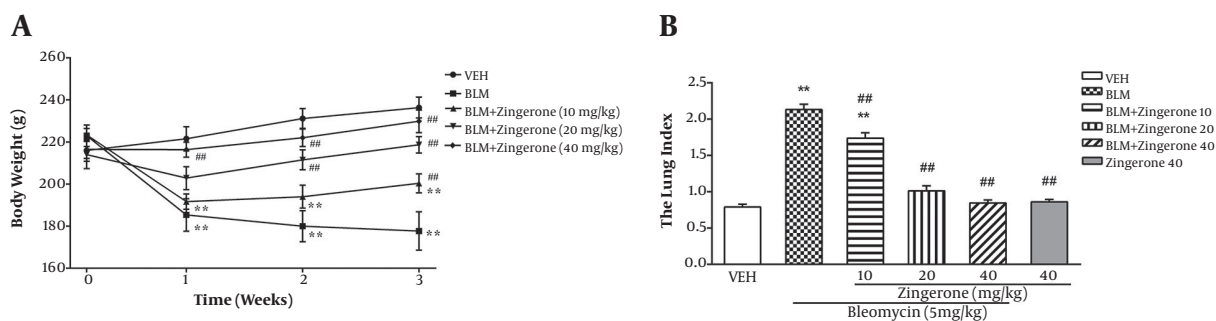 A
Body Weight (g)
260
240
220
200
180
160
0
1
2
3
Time (Weeks)
##
**
**
##
##
**
**
##
##
##
**
**
VEH
BLM
BLM+Zingerone (10 mg/kg)
BLM+Zingerone (20 mg/kg)
BLM+Zingerone (40 mg/kg)
B
The Lung Index
2.5
2.0
1.5
1.0
0.5
0.0
**
##
**
##
##
##
VEH
10
20
40
40
Zingerone (mg/kg)
Bleomycin (5mg/kg)
VEH
BLM
BLM+Zingerone 10
BLM+Zingerone 20
BLM+Zingerone 40
Zingerone 40